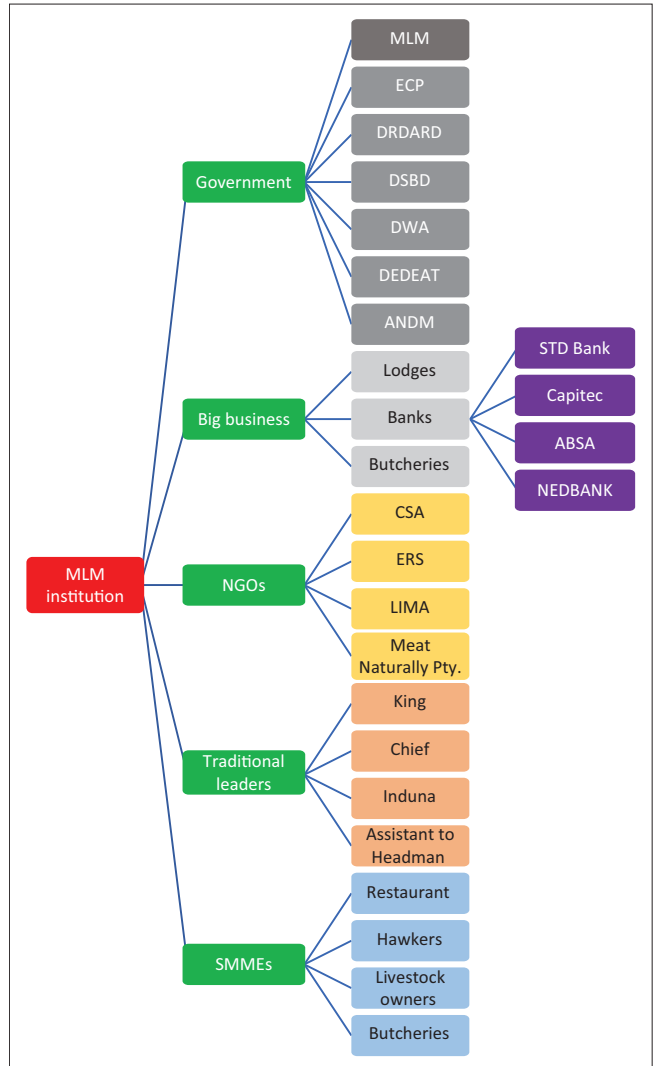 MLM
ECP
DRDARD
Government
DSBD
DWA
DEDEAT
ANDM
STD Bank
Lodges
Capitec
Big business
Banks
ABSA
Butcheries
NEDBANK
CSA
ERS
MLM
institution
NGOs
LIMA
Meat
Naturally Pty.
King
Chief
Traditional
leaders
Induna
Assistant to
Headman
Restaurant
Hawkers
SMMEs
Livestock
owners
Butcheries